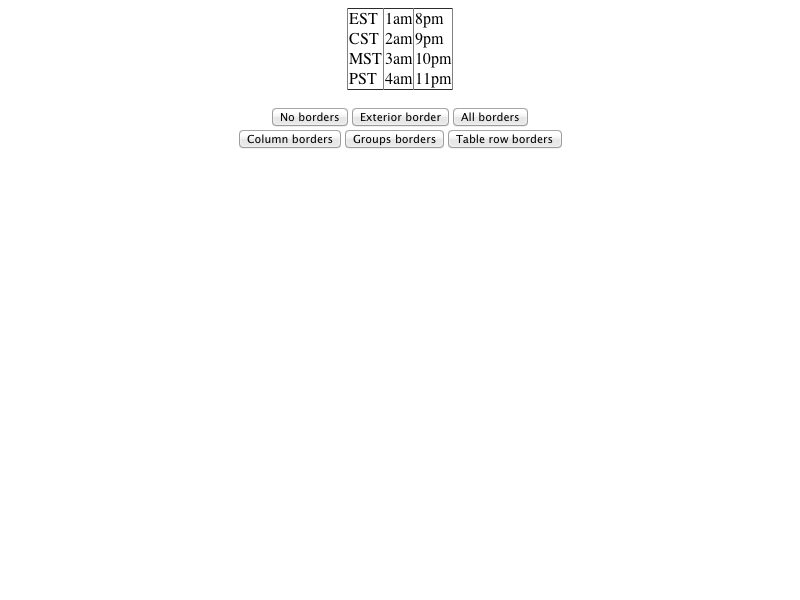 EST 1am 8pm
CST 2am 9pm
MST 3am 10pm
PST 4am 11pm
No borders Exterior border All borders
Column borders Groups borders Table row borders